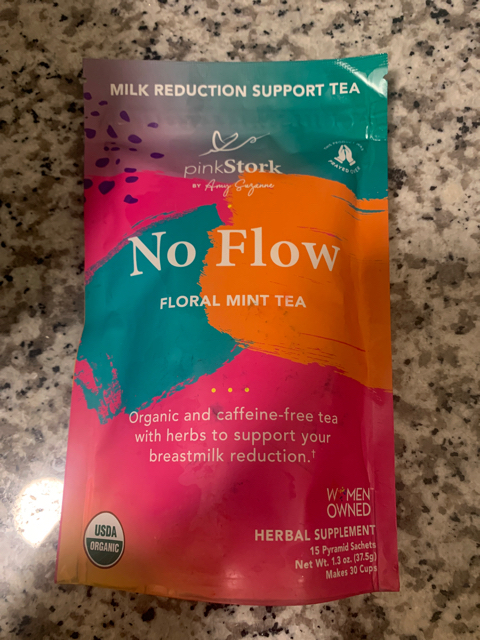 MILK REDUCTION SUPPORT TEA
pinkStork
BY Amy Suzanne
PRAYED OVER
No Flow
FLORAL MINT TEA
Organic and caffeine-free tea
with herbs to support your
breastmilk reduction.†
WOMEN
OWNED
USDA
ORGANIC
HERBAL SUPPLEMENT
15 Pyramid Sachets
Net Wt. 1.3 oz. (37.5g)
Makes 30 Cups